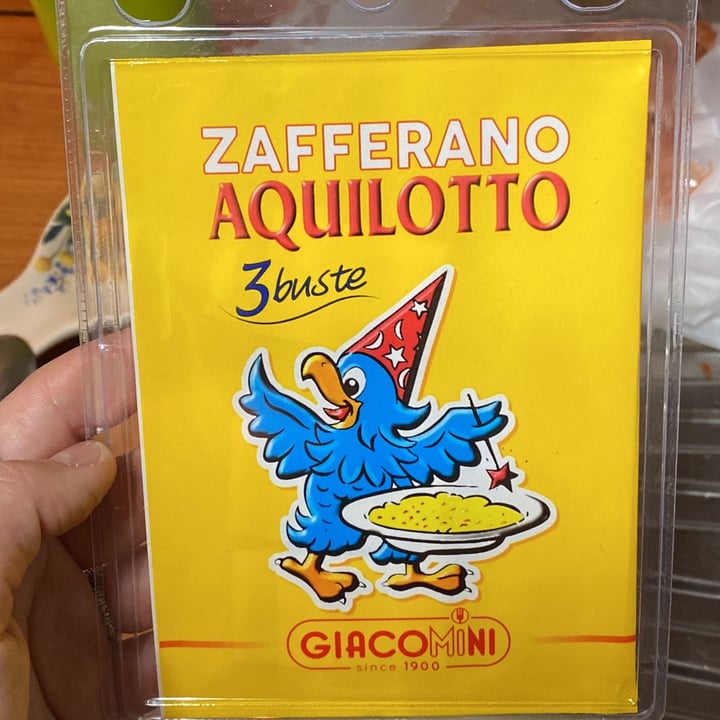 ZAFFERANO
AQUILOTTO
3 buste
GIACOMINI
since 1900